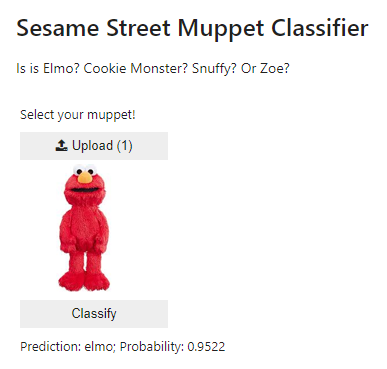 Sesame Street Muppet Classifier
Is is Elmo? Cookie Monster? Snuffy? Or Zoe?
Select your muppet!
Upload (1)
Classify
Prediction: elmo; Probability: 0.9522